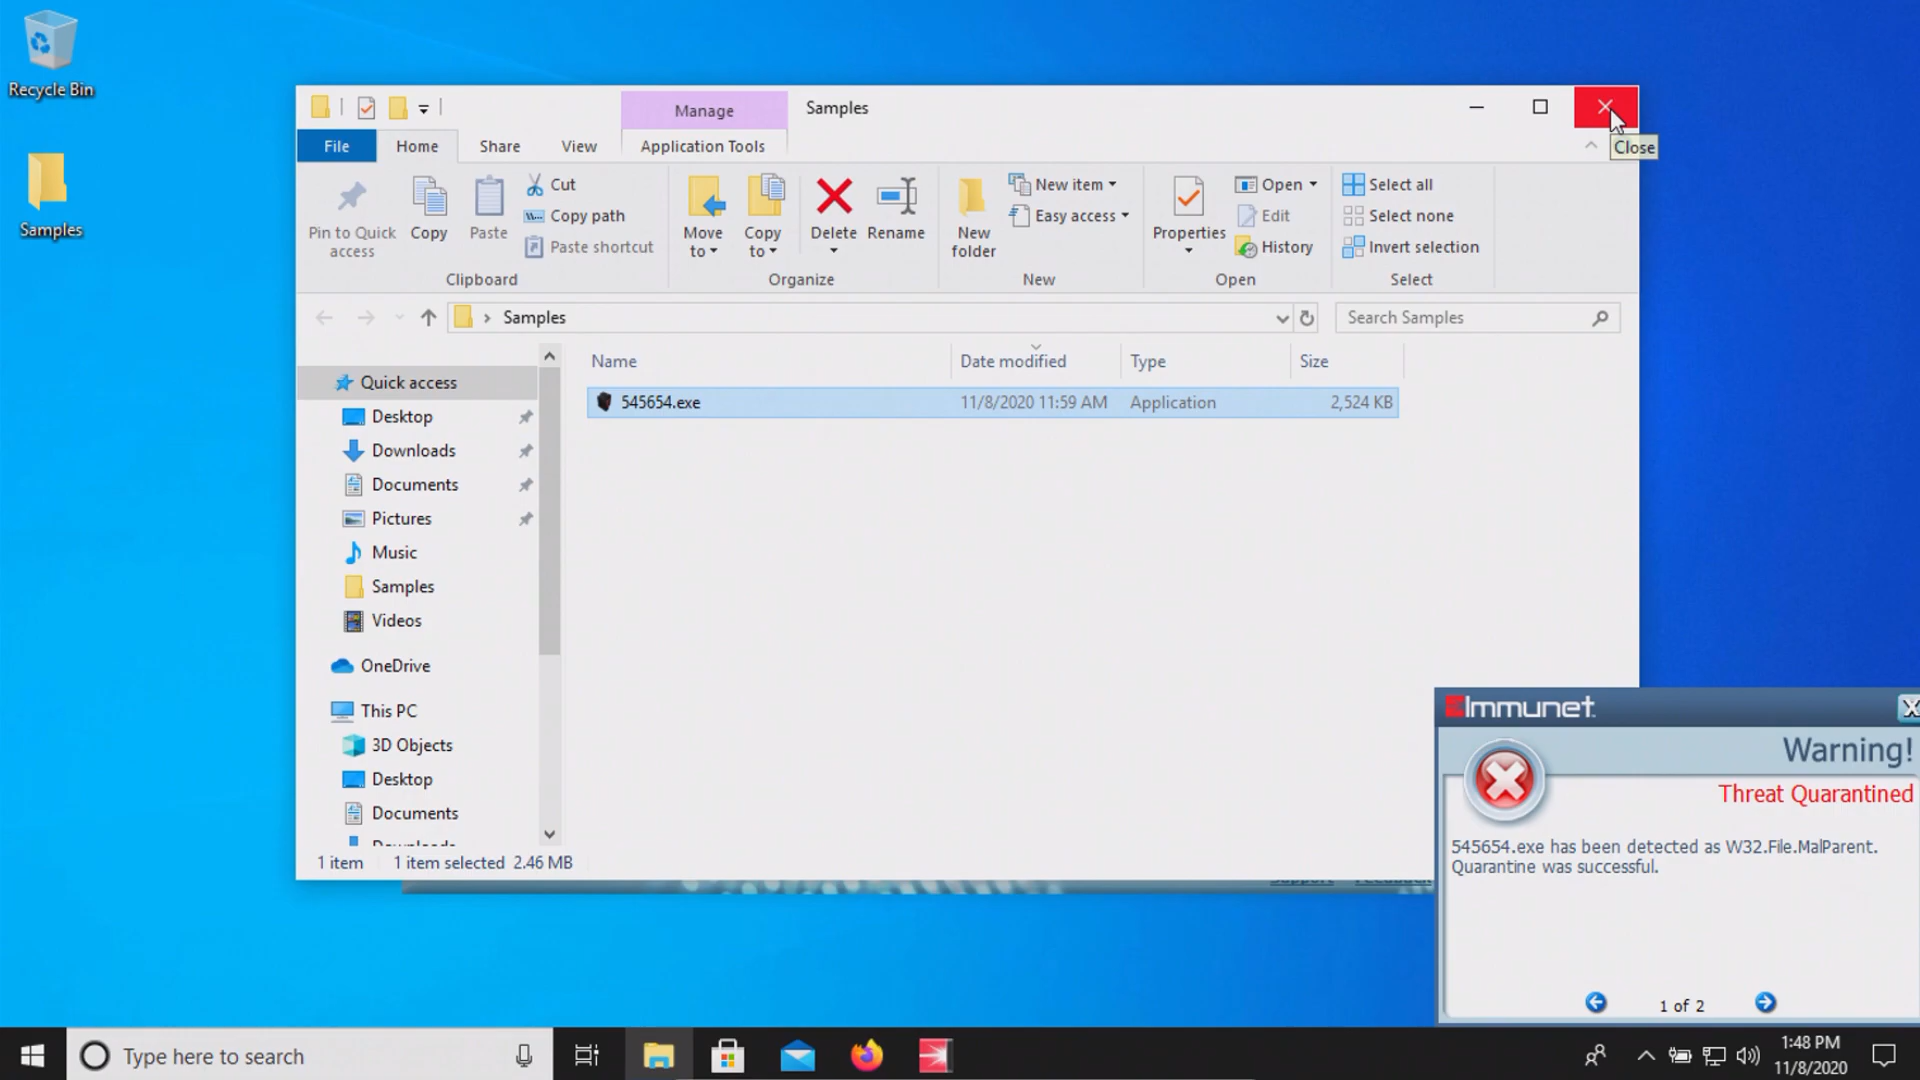 Recycle Bin
Samples
Manage
Samples
File
Home
Share
View
Application Tools
Close
Pin to Quick access
Copy
Paste
Cut
Copy path
Paste shortcut
Clipboard
Move to
Copy to
Delete
Rename
Organize
New folder
New item
Easy access
New
Properties
Open
Edit
History
Open
Select all
Select none
Invert selection
Select
Samples
Search Samples
Name
Date modified
Type
Size
545654.exe
11/8/2020 11:59 AM
Application
2,524 KB
Quick access
Desktop
Downloads
Documents
Pictures
Music
Samples
Videos
OneDrive
This PC
3D Objects
Desktop
Documents
1 item
1 item selected 2.46 MB
Immunet
Warning!
Threat Quarantined
545654.exe has been detected as W32.File.MalParent.
Quarantine was successful.
1 of 2
Type here to search
1:48 PM
11/8/2020